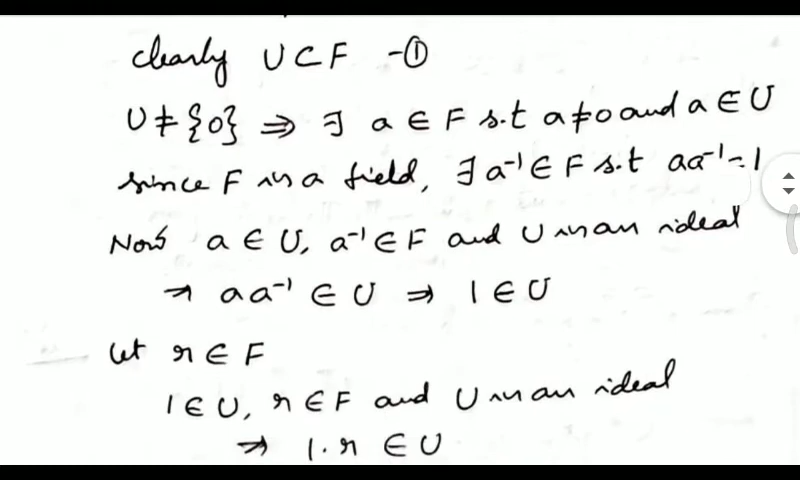 clearly U ⊂ F -①
U ≠ {0} ⇒ ∃ a ∈ F s.t a ≠ 0 and a ∈ U
since F is a field, ∃ a⁻¹ ∈ F s.t aa⁻¹ = 1
Now a ∈ U, a⁻¹ ∈ F and U is an ideal
⇒ aa⁻¹ ∈ U ⇒ 1 ∈ U
Let r ∈ F
1 ∈ U, r ∈ F and U is an ideal
⇒ 1·r ∈ U